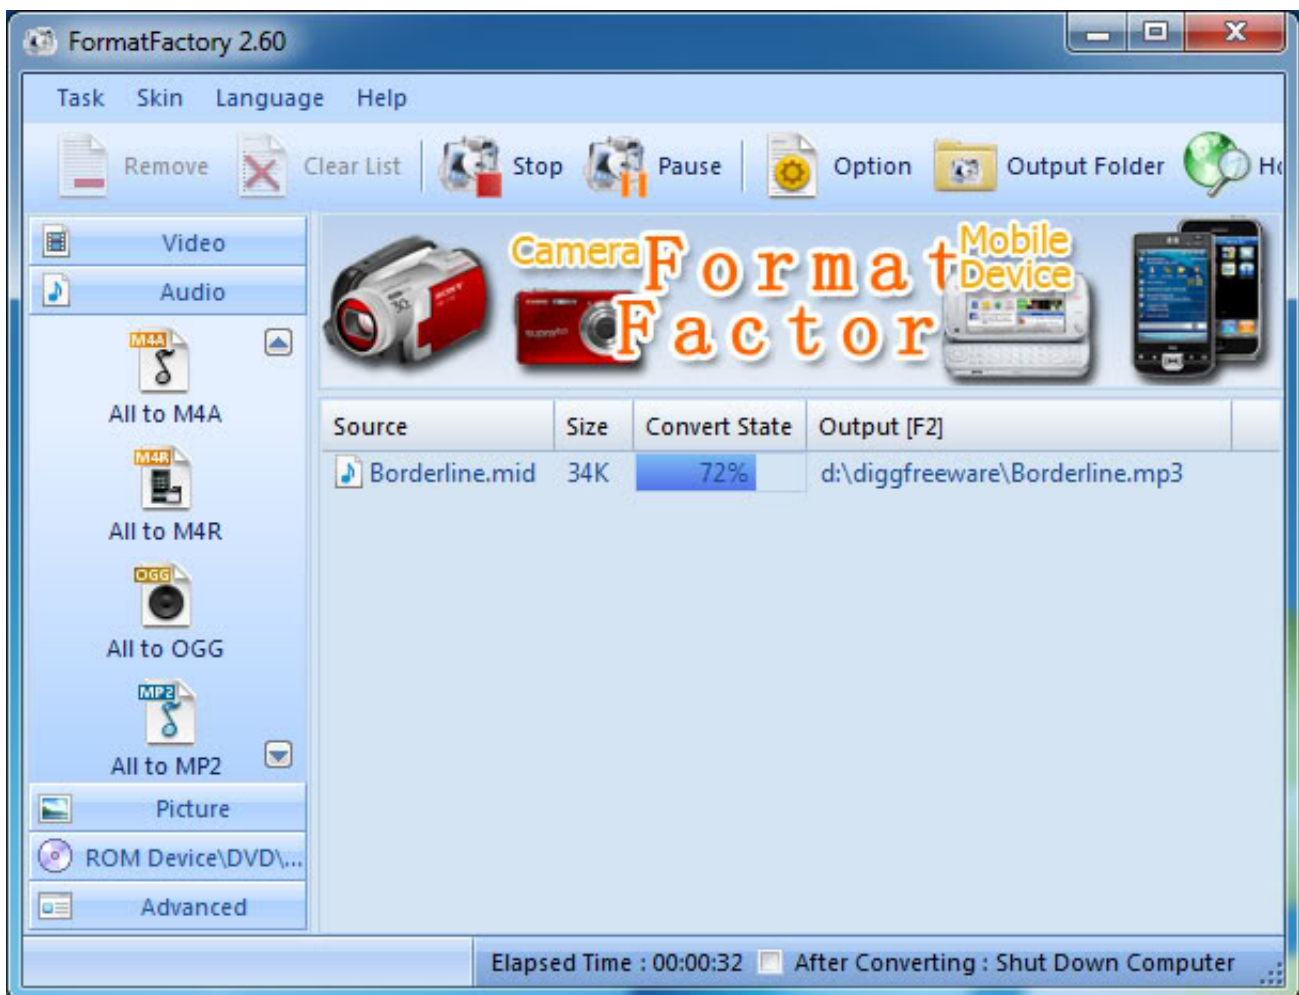 FormatFactory 2.60
Task Skin Language Help
Remove Clear List Stop Pause Option Output Folder Ho
Video
Audio
M4A
All to M4A
M4R
All to M4R
OGG
All to OGG
MP2
All to MP2
Picture
ROM Device\DVD\...
Advanced
Camera Format Mobile
Factor Device
SONY
Source Size Convert State Output [F2]
Borderline.mid 34K 72% d:\diggfreeware\Borderline.mp3
Elapsed Time : 00:00:32 After Converting : Shut Down Computer